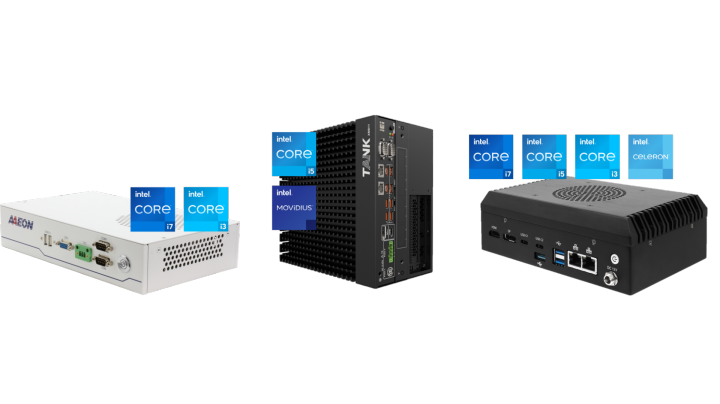 AAEON
intel.
CORE
i7
intel.
CORE
i3
intel.
CORE
i5
intel.
MOVIDIUS
TANK
intel.
CORE
i7
intel.
CORE
i5
intel.
CORE
i3
intel.
CELERON